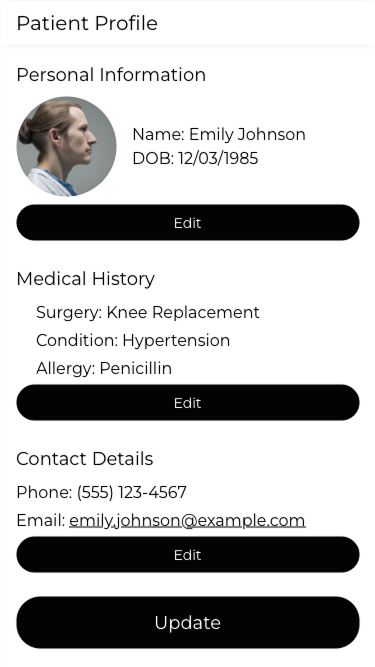 Patient Profile
Personal Information
Name: Emily Johnson
DOB: 12/03/1985
Edit
Medical History
Surgery: Knee Replacement
Condition: Hypertension
Allergy: Penicillin
Edit
Contact Details
Phone: (555) 123-4567
Email: emily.johnson@example.com
Edit
Update